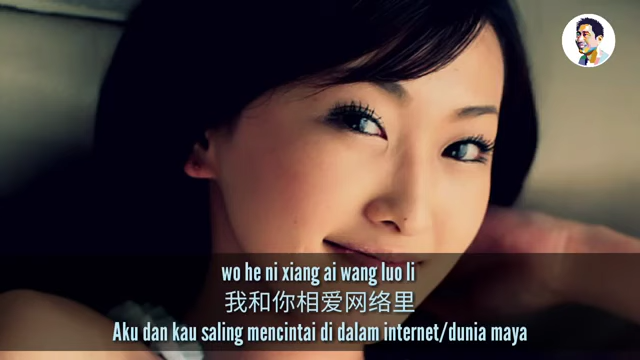 wo he ni xiang ai wang luo li
我和你相爱网络里
Aku dan kau saling mencintai di dalam internet/dunia maya